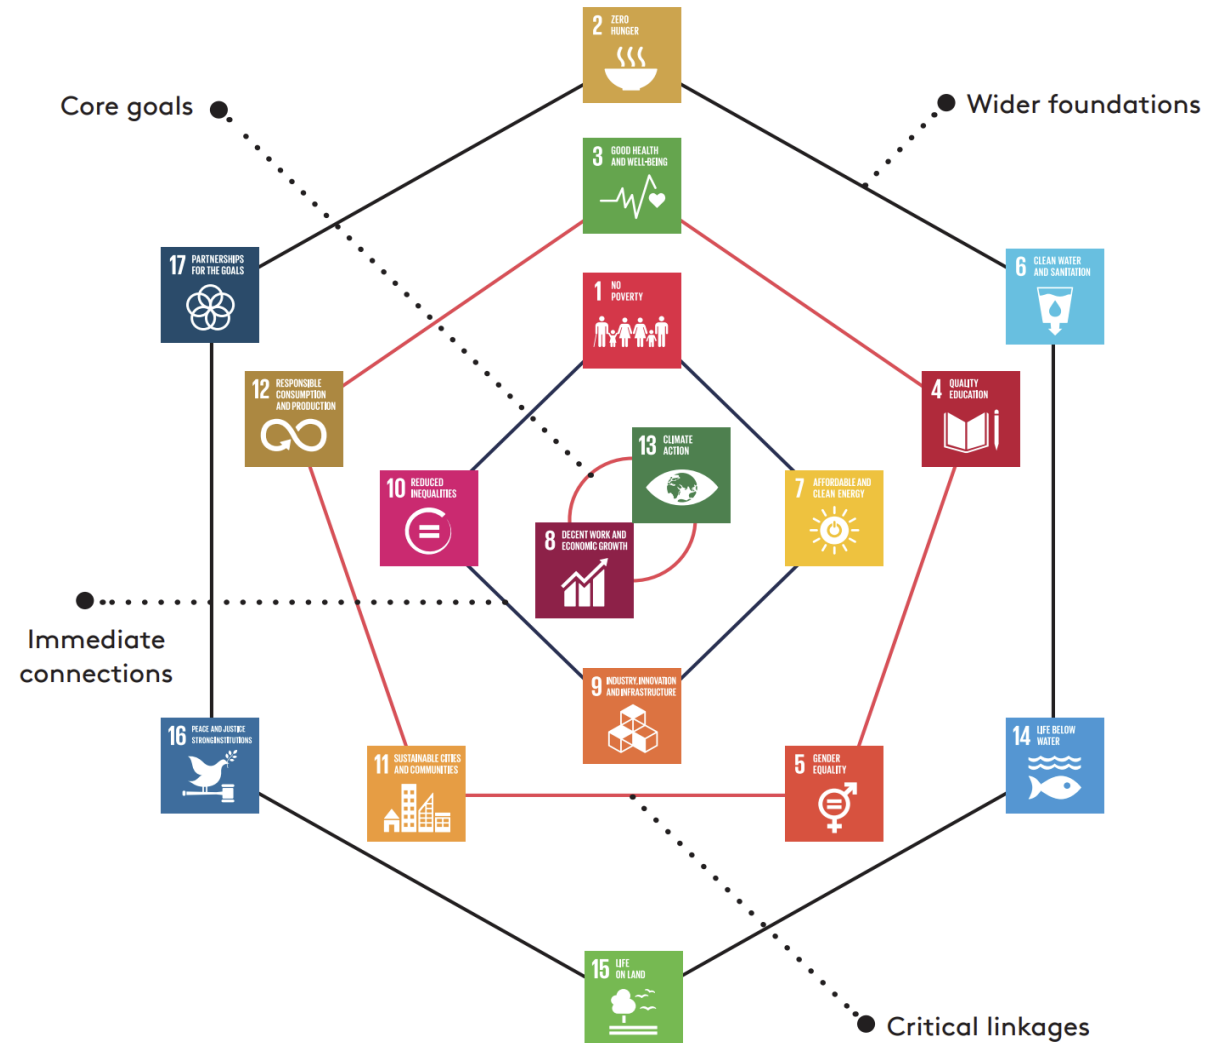 2 ZERO
HUNGER
Core goals
Wider foundations
3 GOOD HEALTH
AND WELL-BEING
17 PARTNERSHIPS
FOR THE GOALS
6 CLEAN WATER
AND SANITATION
1 NO
POVERTY
12 RESPONSIBLE
CONSUMPTION
AND PRODUCTION
4 QUALITY
EDUCATION
13 CLIMATE
ACTION
10 REDUCED
INEQUALITIES
7 AFFORDABLE AND
CLEAN ENERGY
8 DECENT WORK AND
ECONOMIC GROWTH
Immediate
connections
9 INDUSTRY, INNOVATION
AND INFRASTRUCTURE
16 PEACE AND JUSTICE
STRONGINSTITUTIONS
14 LIFE BELOW
WATER
11 SUSTAINABLE CITIES
AND COMMUNITIES
5 GENDER
EQUALITY
15 LIFE
ON LAND
Critical linkages